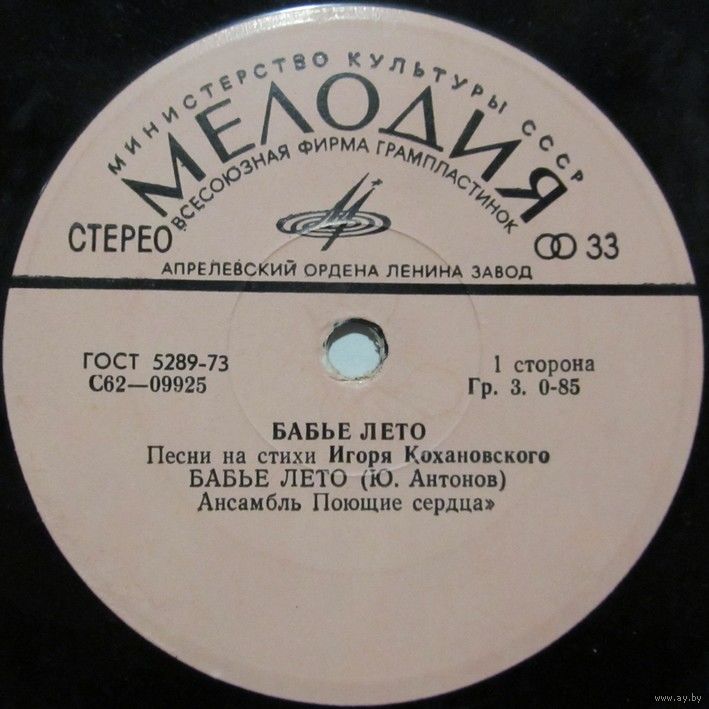 МИНИСТЕРСТВО КУЛЬТУРЫ СССР
МЕЛОДИЯ
ВСЕСОЮЗНАЯ ФИРМА ГРАМПЛАСТИНОК
СТЕРЕО
33
АПРЕЛЕВСКИЙ ОРДЕНА ЛЕНИНА ЗАВОД
ГОСТ 5289-73
С62—09925
1 сторона
Гр. 3. 0-85
БАБЬЕ ЛЕТО
Песни на стихи Игоря Кохановского
БАБЬЕ ЛЕТО (Ю. Антонов)
Ансамбль Поющие сердца»
www.ay.by